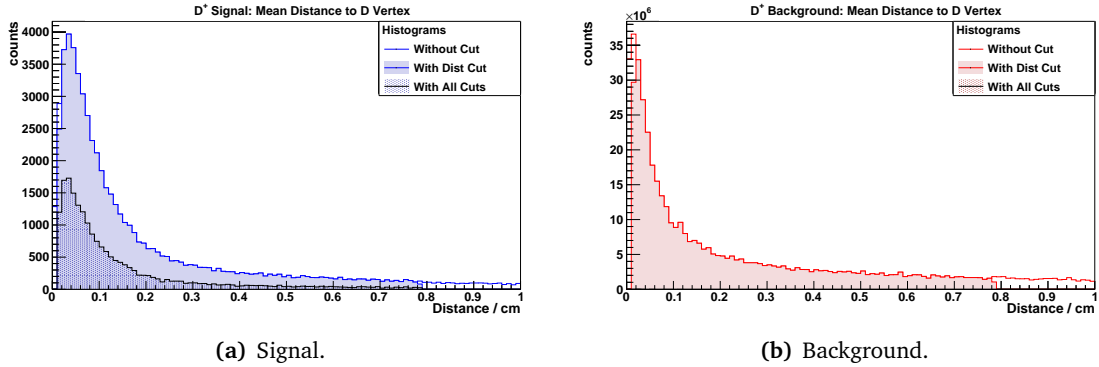 D⁺ Signal: Mean Distance to D Vertex
counts
4000
3500
3000
2500
2000
1500
1000
500
0
0 0.1 0.2 0.3 0.4 0.5 0.6 0.7 0.8 0.9 1
Distance / cm
Histograms
Without Cut
With Dist Cut
With All Cuts
(a) Signal.
D⁺ Background: Mean Distance to D Vertex
×10⁶
counts
35
30
25
20
15
10
5
0
0 0.1 0.2 0.3 0.4 0.5 0.6 0.7 0.8 0.9 1
Distance / cm
Histograms
Without Cut
With Dist Cut
With All Cuts
(b) Background.